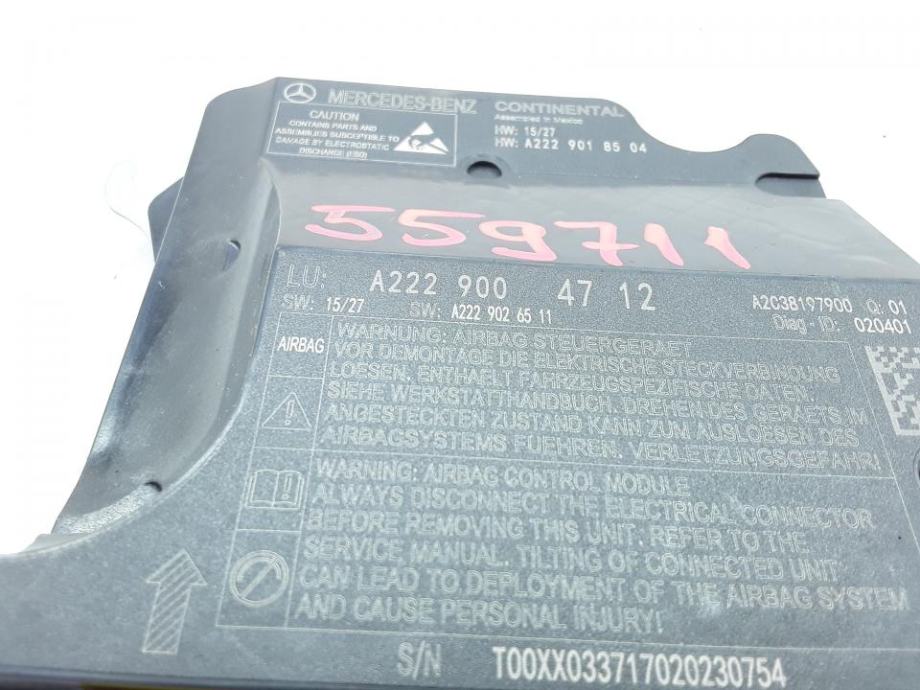 MERCEDES-BENZ
CAUTION
CONTAINS PARTS AND
ASSEMBLIES SUSCEPTIBLE TO
DAMAGE BY ELECTROSTATIC
DISCHARGE (ESD)
CONTINENTAL
Assembled in Mexico
HW: 15/27
HW: A222 901 85 04
559711
LU: A222 900 47 12
SW: 15/27 SW: A222 902 65 11
A2C38197900 Q: 01
Diag-ID: 020401
AIRBAG
WARNUNG: AIRBAG STEUERGERAET
VOR DEMONTAGE DIE ELEKTRISCHE STECKVERBINDUNG
LOESEN. ENTHAELT FAHRZEUGSPEZIFISCHE DATEN.
SIEHE WERKSTATTHANDBUCH. DREHEN DES GERAETS IM
ANGESTECKTEN ZUSTAND KANN ZUM AUSLOESEN DES
AIRBAGSYSTEMS FUEHREN. VERLETZUNGSGEFAHR!
WARNING: AIRBAG CONTROL MODULE
ALWAYS DISCONNECT THE ELECTRICAL CONNECTOR
BEFORE REMOVING THIS UNIT. REFER TO THE
SERVICE MANUAL. TILTING OF CONNECTED UNIT
CAN LEAD TO DEPLOYMENT OF THE AIRBAG SYSTEM
AND CAUSE PERSONAL INJURY!
S/N T00XX033717020230754